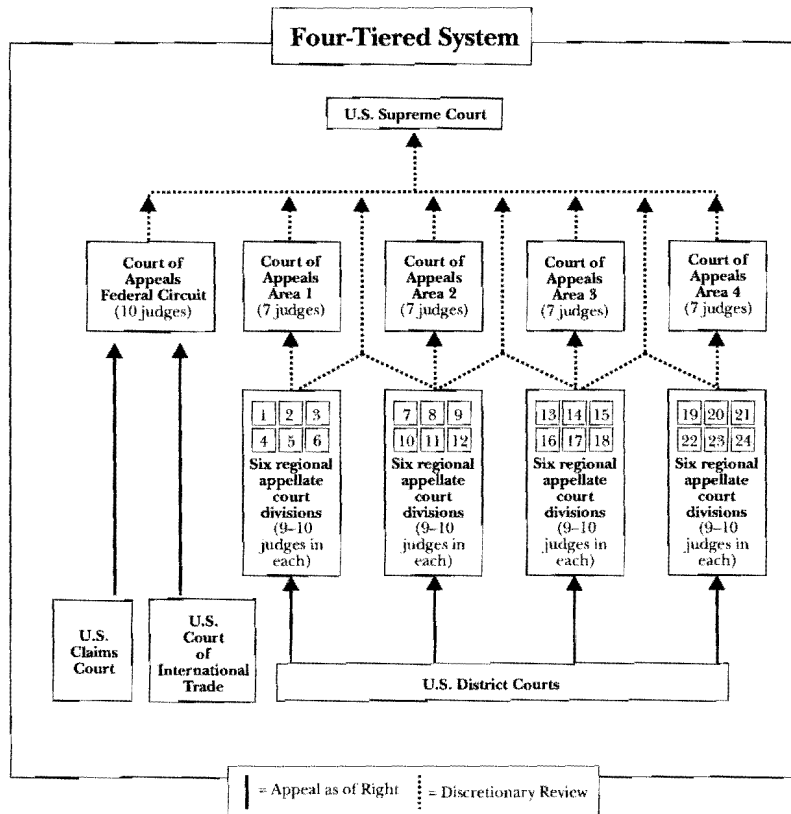 Four-Tiered System
U.S. Supreme Court
Court of
Appeals
Federal Circuit
(10 judges)
Court of
Appeals
Area 1
(7 judges)
Court of
Appeals
Area 2
(7 judges)
Court of
Appeals
Area 3
(7 judges)
Court of
Appeals
Area 4
(7 judges)
1 2 3
4 5 6
Six regional
appellate
court
divisions
(9–10
judges in
each)
7 8 9
10 11 12
Six regional
appellate
court
divisions
(9–10
judges in
each)
13 14 15
16 17 18
Six regional
appellate
court
divisions
(9–10
judges in
each)
19 20 21
22 23 24
Six regional
appellate
court
divisions
(9–10
judges in
each)
U.S.
Claims
Court
U.S.
Court
of
International
Trade
U.S. District Courts
= Appeal as of Right
= Discretionary Review